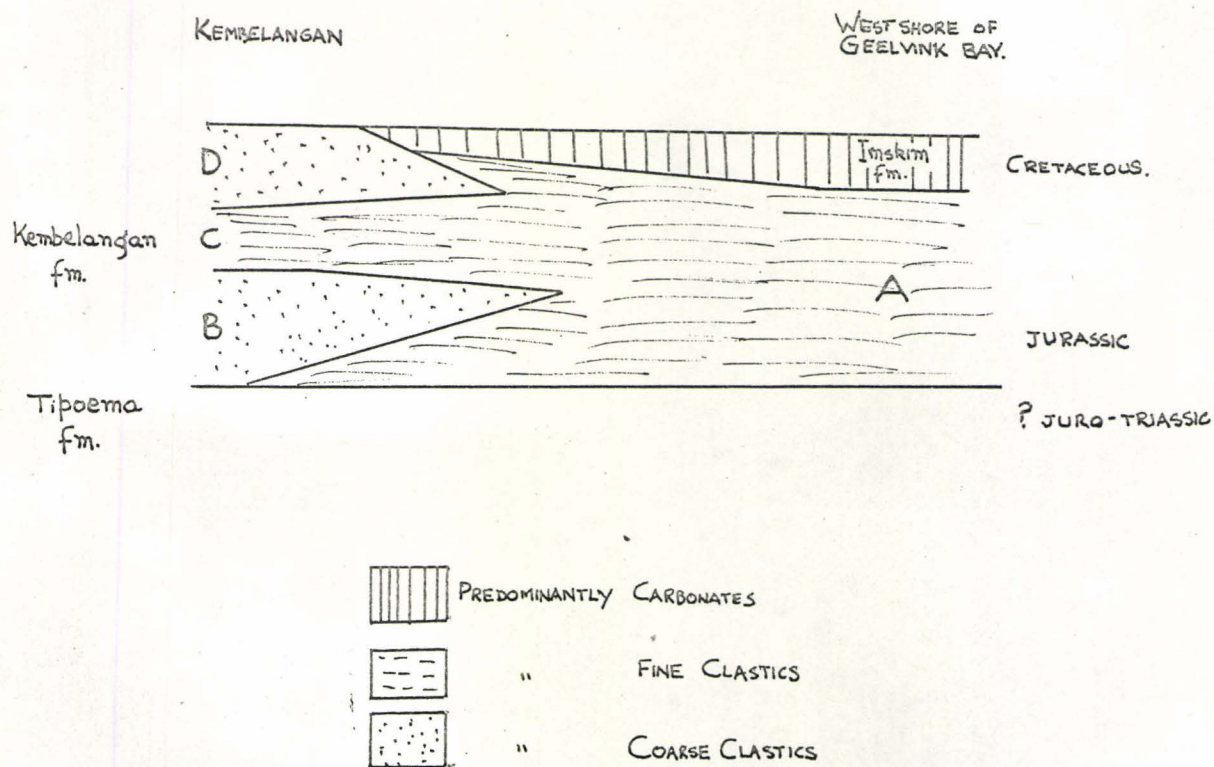 KEMBELANGAN
WEST SHORE OF
GEELVINK BAY.
D
Imskim
fm.
CRETACEOUS.
Kembelangan
fm.
C
A
B
JURASSIC
Tipoema
fm.
? JURO-TRIASSIC
PREDOMINANTLY CARBONATES
" FINE CLASTICS
" COARSE CLASTICS